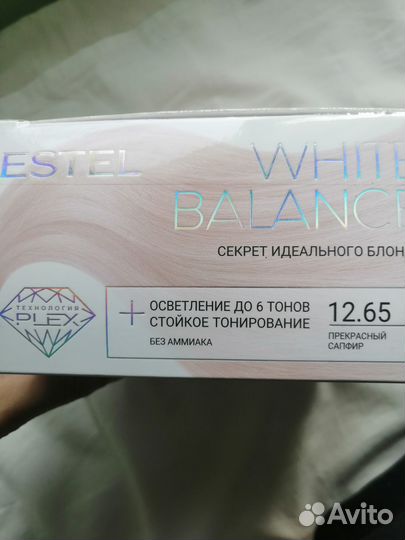 ESTEL
WHITE
BALANCE
СЕКРЕТ ИДЕАЛЬНОГО БЛОН
ТЕХНОЛОГИЯ
PLEX
+
ОСВЕТЛЕНИЕ ДО 6 ТОНОВ
СТОЙКОЕ ТОНИРОВАНИЕ
БЕЗ АММИАКА
12.65
ПРЕКРАСНЫЙ
САПФИР
Avito